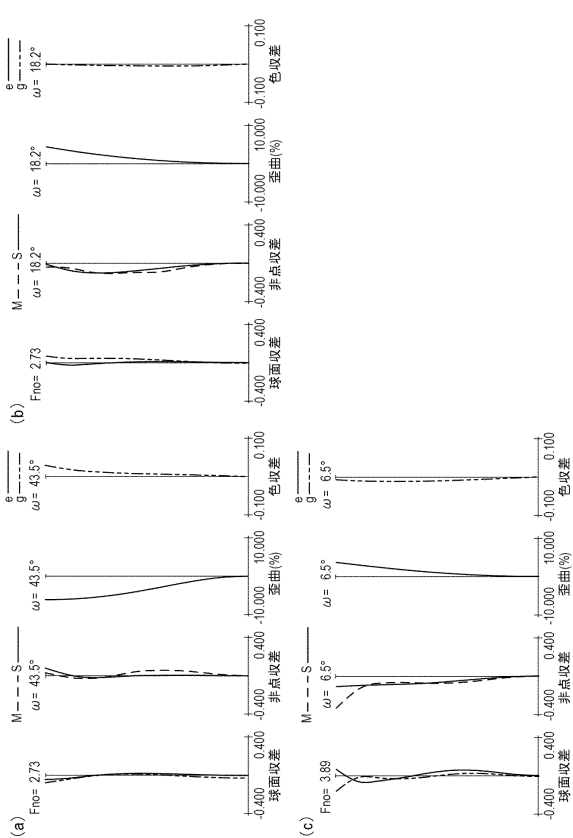 (a)
Fno= 2.73
-0.400 0.400
球面収差
M – – – S ——
ω= 43.5°
-0.400 0.400
非点収差
ω= 43.5°
-10.000 10.000
歪曲(%)
e ——
g —-—
ω= 43.5°
-0.100 0.100
色収差
(b)
Fno= 2.73
-0.400 0.400
球面収差
M – – – S ——
ω= 18.2°
-0.400 0.400
非点収差
ω= 18.2°
-10.000 10.000
歪曲(%)
e ——
g —-—
ω= 18.2°
-0.100 0.100
色収差
(c)
Fno= 3.89
-0.400 0.400
球面収差
M – – – S ——
ω= 6.5°
-0.400 0.400
非点収差
ω= 6.5°
-10.000 10.000
歪曲(%)
e ——
g —-—
ω= 6.5°
-0.100 0.100
色収差